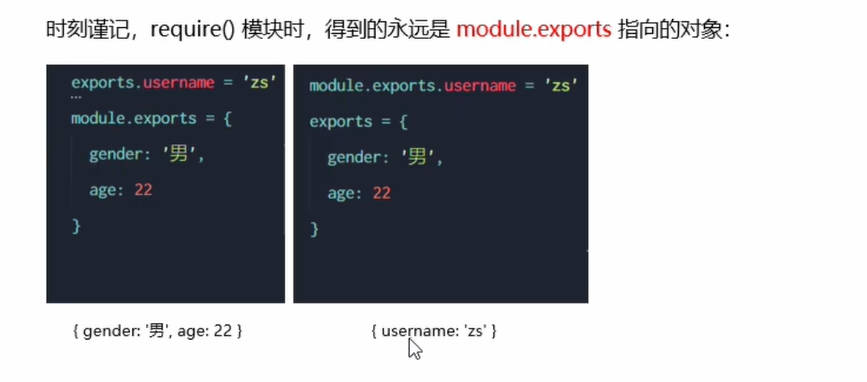 时刻谨记，require() 模块时，得到的永远是 module.exports 指向的对象：
exports.username = 'zs'
module.exports = {
gender: '男',
age: 22
}
module.exports.username = 'zs'
exports = {
gender: '男',
age: 22
}
{ gender: '男', age: 22 }
{ username: 'zs' }